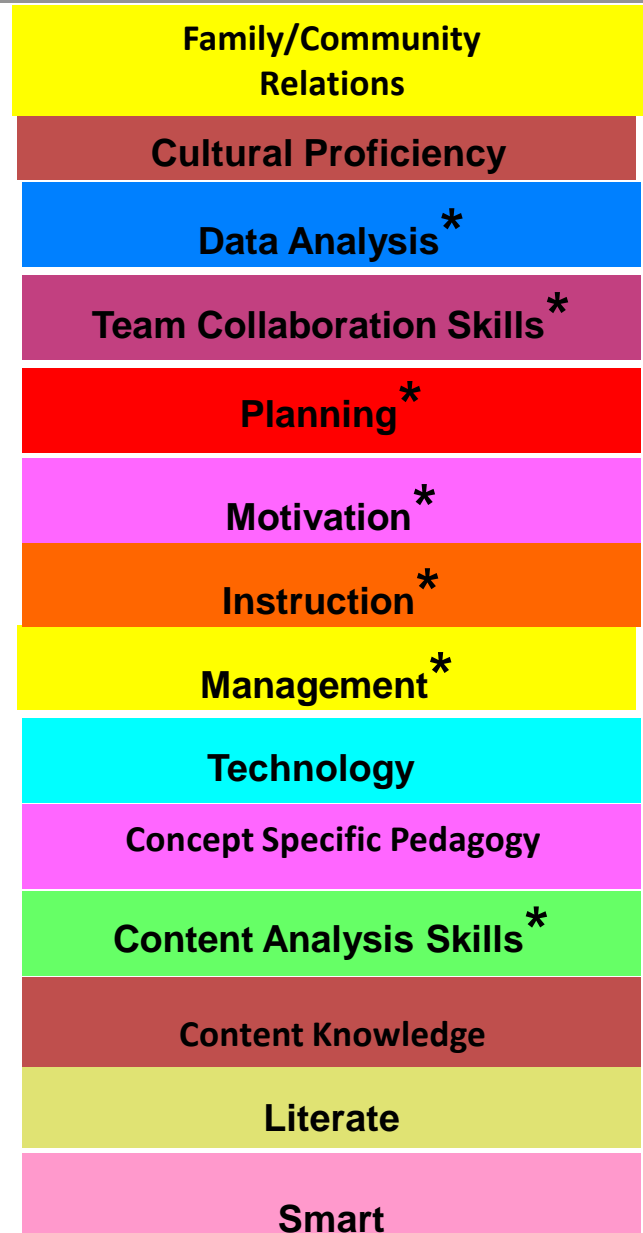 Family/Community
Relations
Cultural Proficiency
Data Analysis*
Team Collaboration Skills*
Planning*
Motivation*
Instruction*
Management*
Technology
Concept Specific Pedagogy
Content Analysis Skills*
Content Knowledge
Literate
Smart